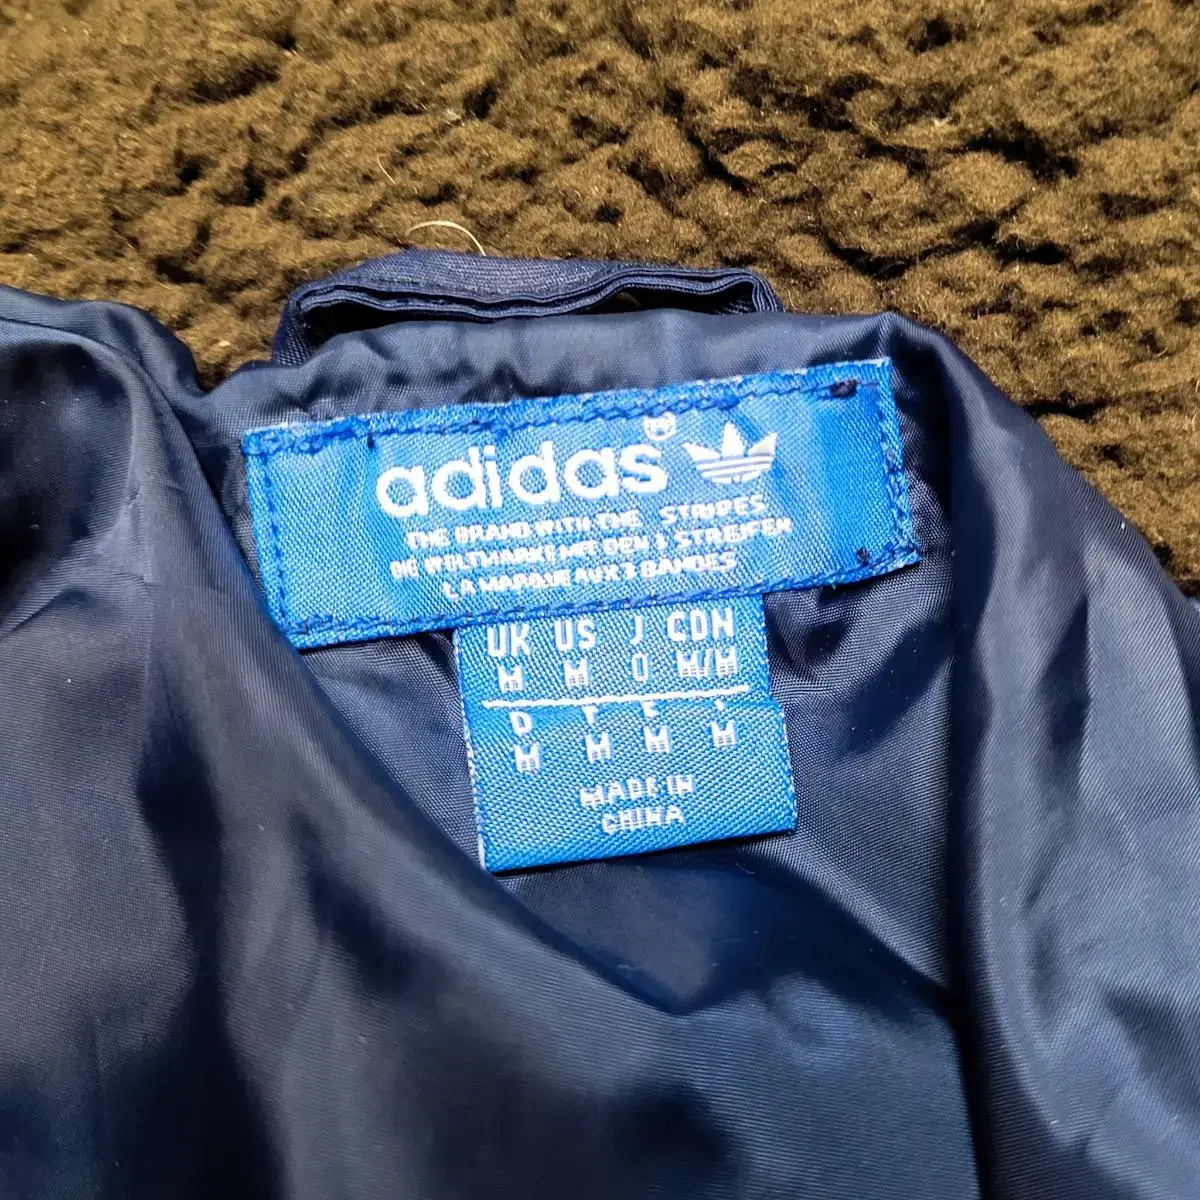 adidas ®
THE BRAND WITH THE STRIPES
DIE WELTMARKE MIT DEN 3 STREIFEN
LA MARQUE AUX 3 BANDES
UK US J CDN
M M O M/M
D F E I
M M M M
MADE IN
CHINA